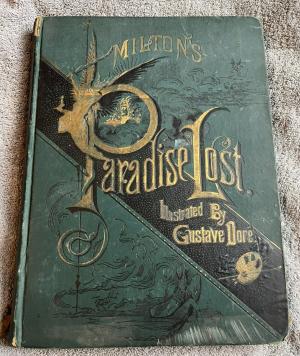 MILTON'S
Paradise Lost.
Illustrated By
Gustave Doré.